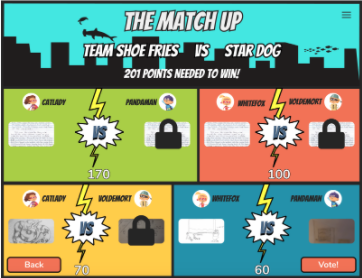 THE MATCH UP
TEAM SHOE FRIES VS STAR DOG
201 POINTS NEEDED TO WIN!
CATLADY PANDAMAN
VS
170
WHITEFOX VOLDEMORT
VS
100
CATLADY VOLDEMORT
VS
70
Back
WHITEFOX PANDAMAN
VS
60
Vote!